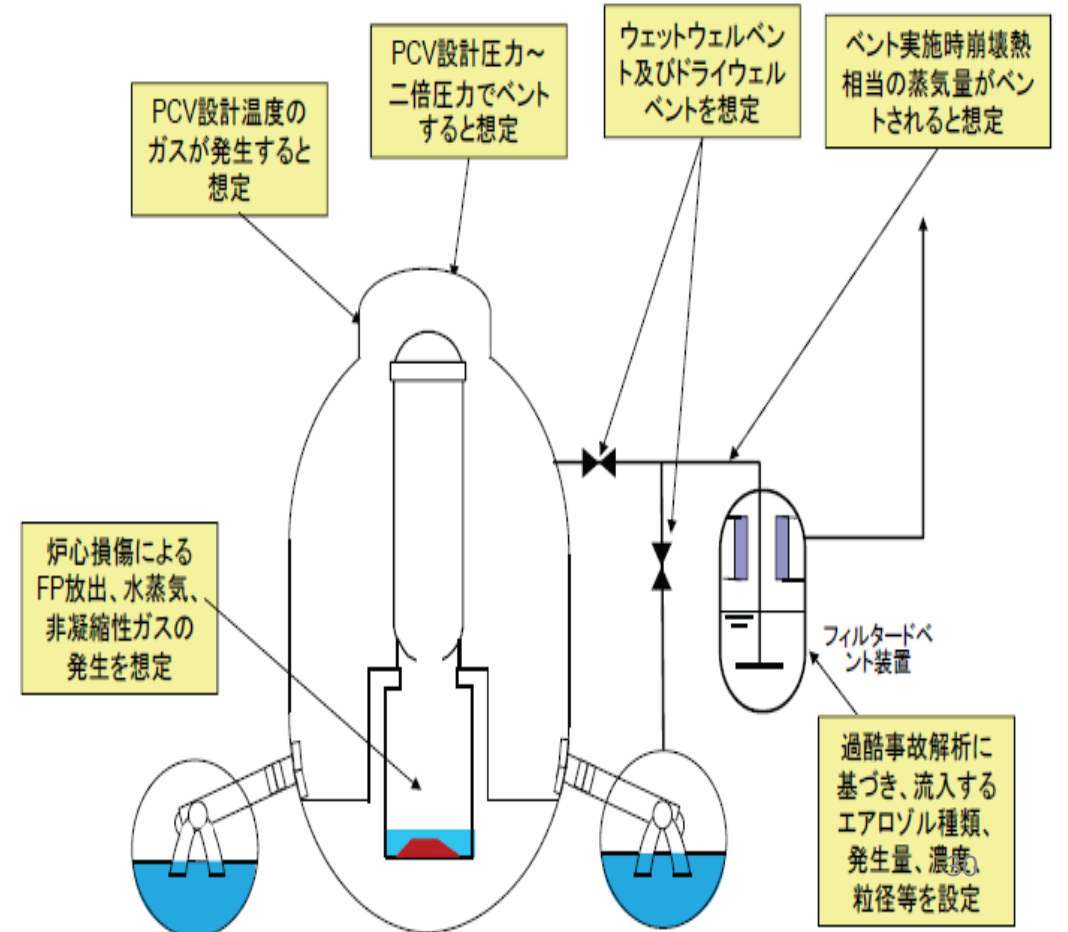 PCV設計温度の
ガスが発生すると
想定
PCV設計圧力～
二倍圧力でベント
すると想定
ウェットウェルベン
ト及びドライウェル
ベントを想定
ベント実施時崩壊熱
相当の蒸気量がベン
トされると想定
炉心損傷による
FP放出、水蒸気、
非凝縮性ガスの
発生を想定
フィルタードベ
ント装置
過酷事故解析に
基づき、流入する
エアロゾル種類、
発生量、濃度、
粒径等を設定